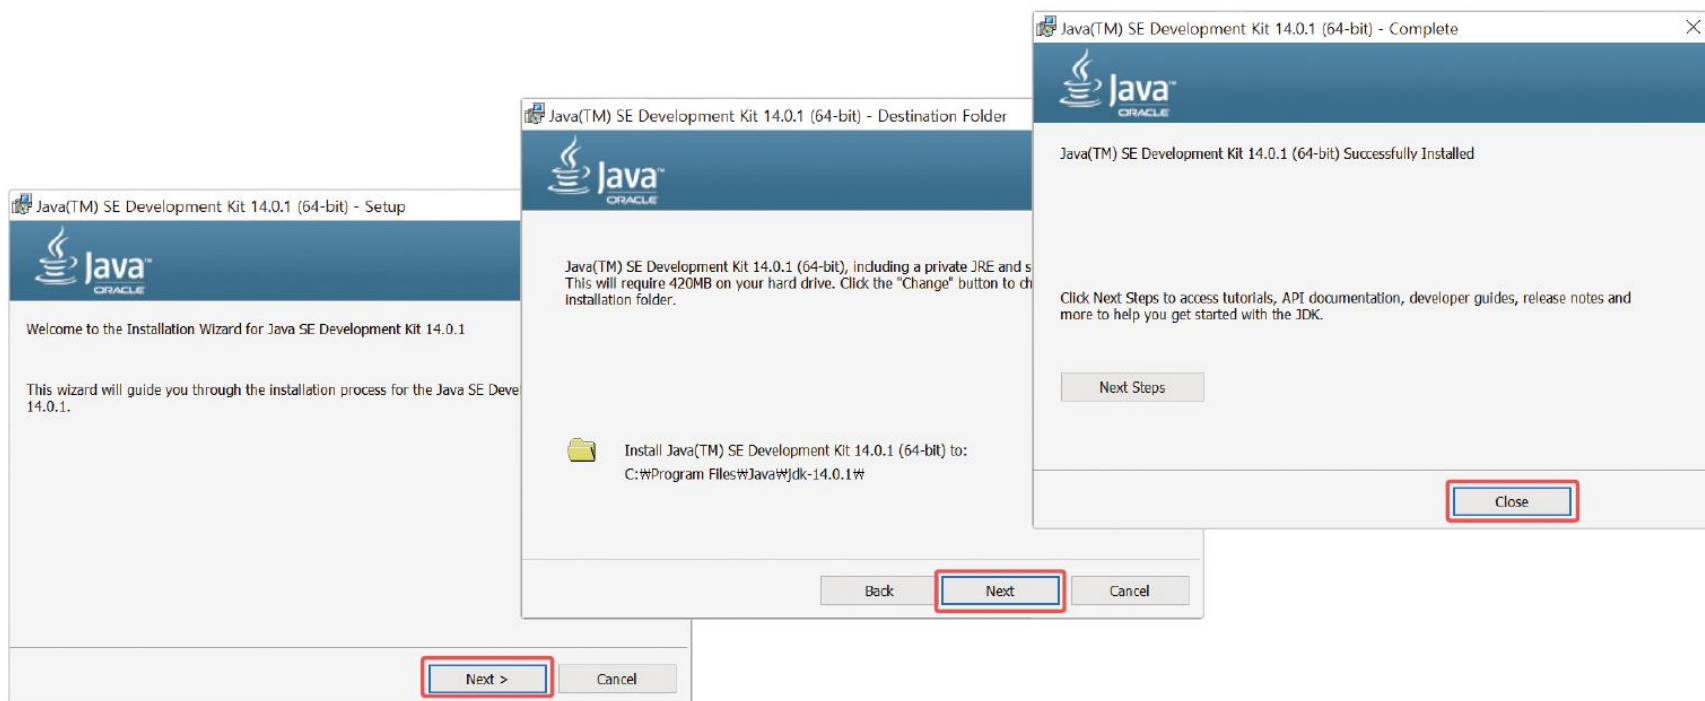 Java(TM) SE Development Kit 14.0.1 (64-bit) - Setup
Java™
ORACLE
Welcome to the Installation Wizard for Java SE Development Kit 14.0.1
This wizard will guide you through the installation process for the Java SE
14.0.1.
Next >
Cancel
Java(TM) SE Development Kit 14.0.1 (64-bit) - Destination Folder
Java™
ORACLE
Java(TM) SE Development Kit 14.0.1 (64-bit), including a private JRE and
This will require 420MB on your hard drive. Click the "Change" button to
installation folder.
Install Java(TM) SE Development Kit 14.0.1 (64-bit) to:
C:₩Program Files₩Java₩jdk-14.0.1₩
Back
Next
Cancel
Java(TM) SE Development Kit 14.0.1 (64-bit) - Complete
Java™
ORACLE
Java(TM) SE Development Kit 14.0.1 (64-bit) Successfully Installed
Click Next Steps to access tutorials, API documentation, developer guides, release notes and
more to help you get started with the JDK.
Next Steps
Close